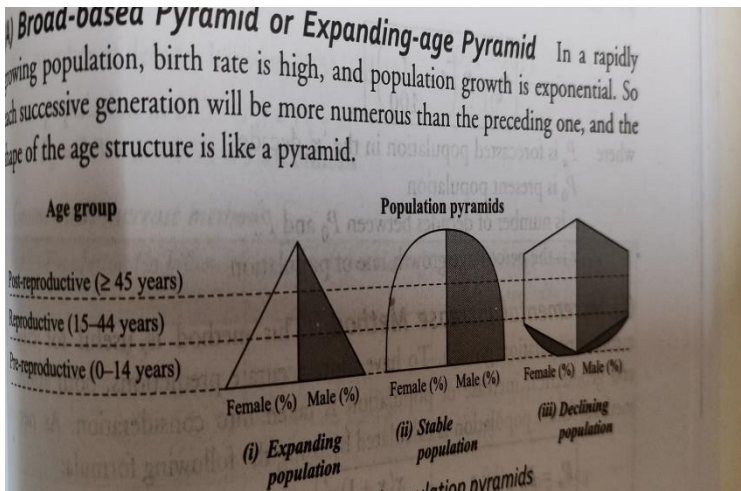 Broad-based Pyramid or Expanding-age Pyramid In a rapidly
population, birth rate is high, and population growth is exponential. So
successive generation will be more numerous than the preceding one, and the
of the age structure is like a pyramid.
Age group
Population pyramids
Post-reproductive (≥ 45 years)
Reproductive (15–44 years)
Pre-reproductive (0–14 years)
Female (%) Male (%)
Female (%) Male (%)
Female (%) Male (%)
(i) Expanding
population
(ii) Stable
population
(iii) Declining
population
pyramids